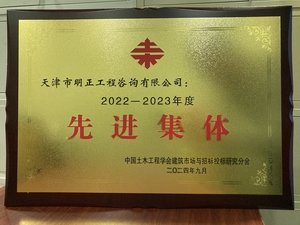 天津市明正工程咨询有限公司：
2022—2023年度
先进集体
中国土木工程学会建筑市场与招标投标研究分会
二〇二四年九月